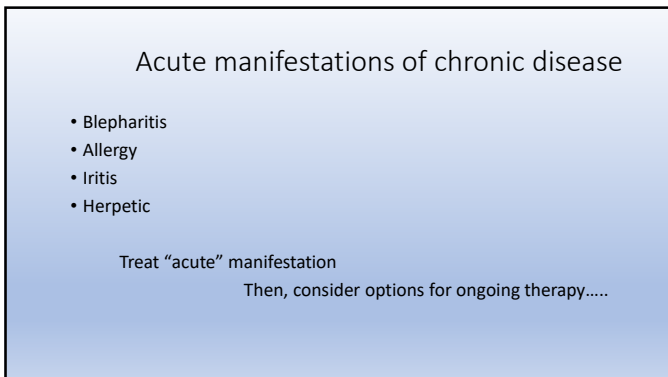 Acute manifestations of chronic disease
• Blepharitis
• Allergy
• Iritis
• Herpetic
Treat “acute” manifestation
Then, consider options for ongoing therapy.....